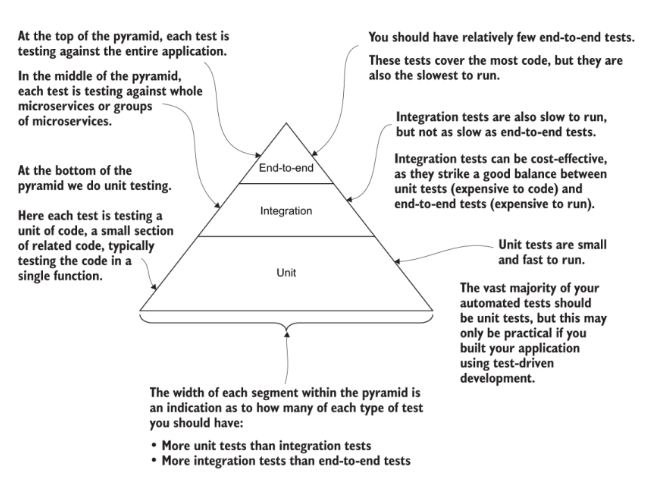 At the top of the pyramid, each test is
testing against the entire application.
In the middle of the pyramid,
each test is testing against whole
microservices or groups
of microservices.
At the bottom of the
pyramid we do unit testing.
Here each test is testing a
unit of code, a small section
of related code, typically
testing the code in a
single function.
You should have relatively few end-to-end tests.
These tests cover the most code, but they are
also the slowest to run.
Integration tests are also slow to run,
but not as slow as end-to-end tests.
Integration tests can be cost-effective,
as they strike a good balance between
unit tests (expensive to code) and
end-to-end tests (expensive to run).
Unit tests are small
and fast to run.
The vast majority of your
automated tests should
be unit tests, but this may
only be practical if you
built your application
using test-driven
development.
End-to-end
Integration
Unit
The width of each segment within the pyramid is
an indication as to how many of each type of test
you should have:
• More unit tests than integration tests
• More integration tests than end-to-end tests